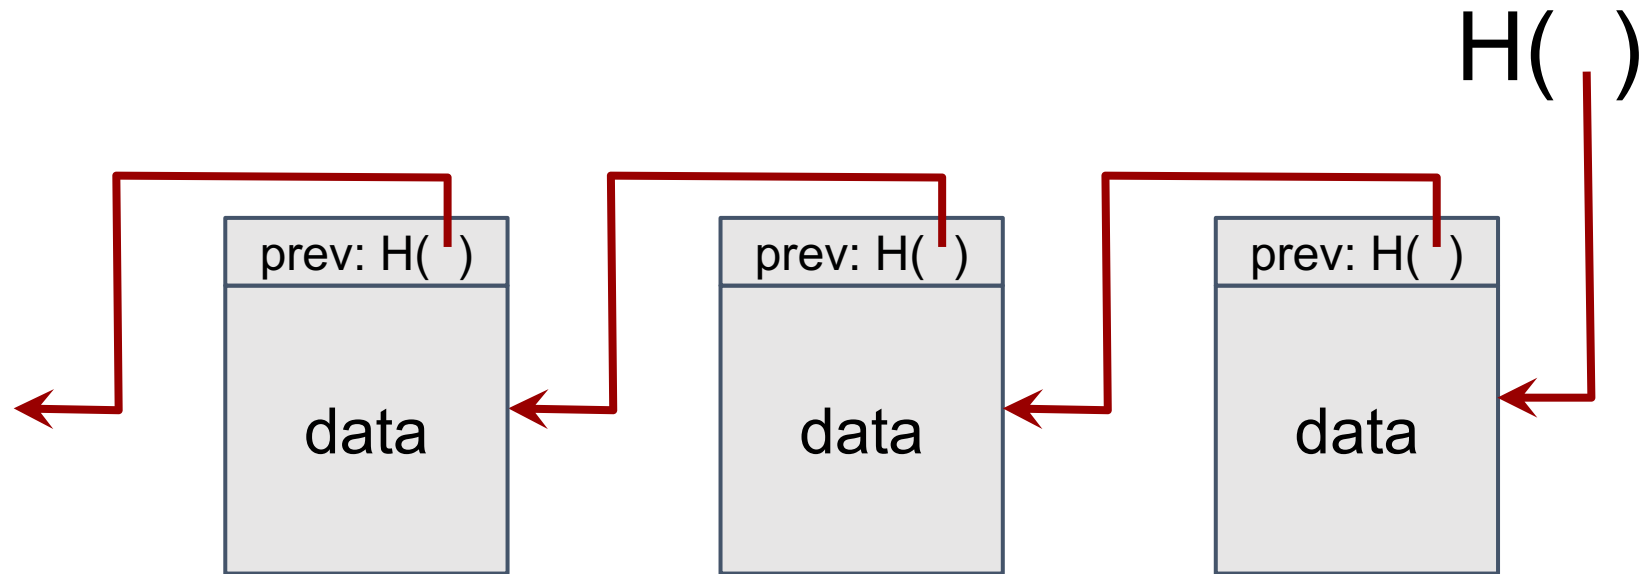 H( )
prev: H( )
prev: H( )
prev: H( )
data
data
data